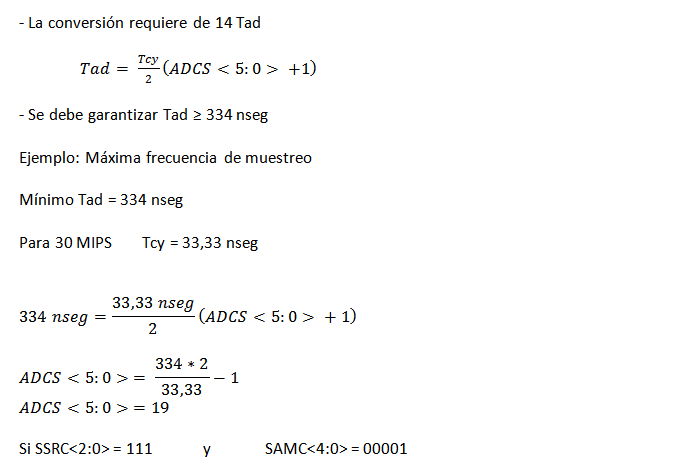 - La conversión requiere de 14 Tad
Tad = Tcy/2 (ADCS < 5:0 > +1)
- Se debe garantizar Tad ≥ 334 nseg
Ejemplo: Máxima frecuencia de muestreo
Mínimo Tad = 334 nseg
Para 30 MIPS Tcy = 33,33 nseg
334 nseg = 33,33 nseg/2 (ADCS < 5:0 > + 1)
ADCS < 5:0 > = 334 * 2/33,33 − 1
ADCS < 5:0 > = 19
Si SSRC<2:0> = 111 y SAMC<4:0> = 00001